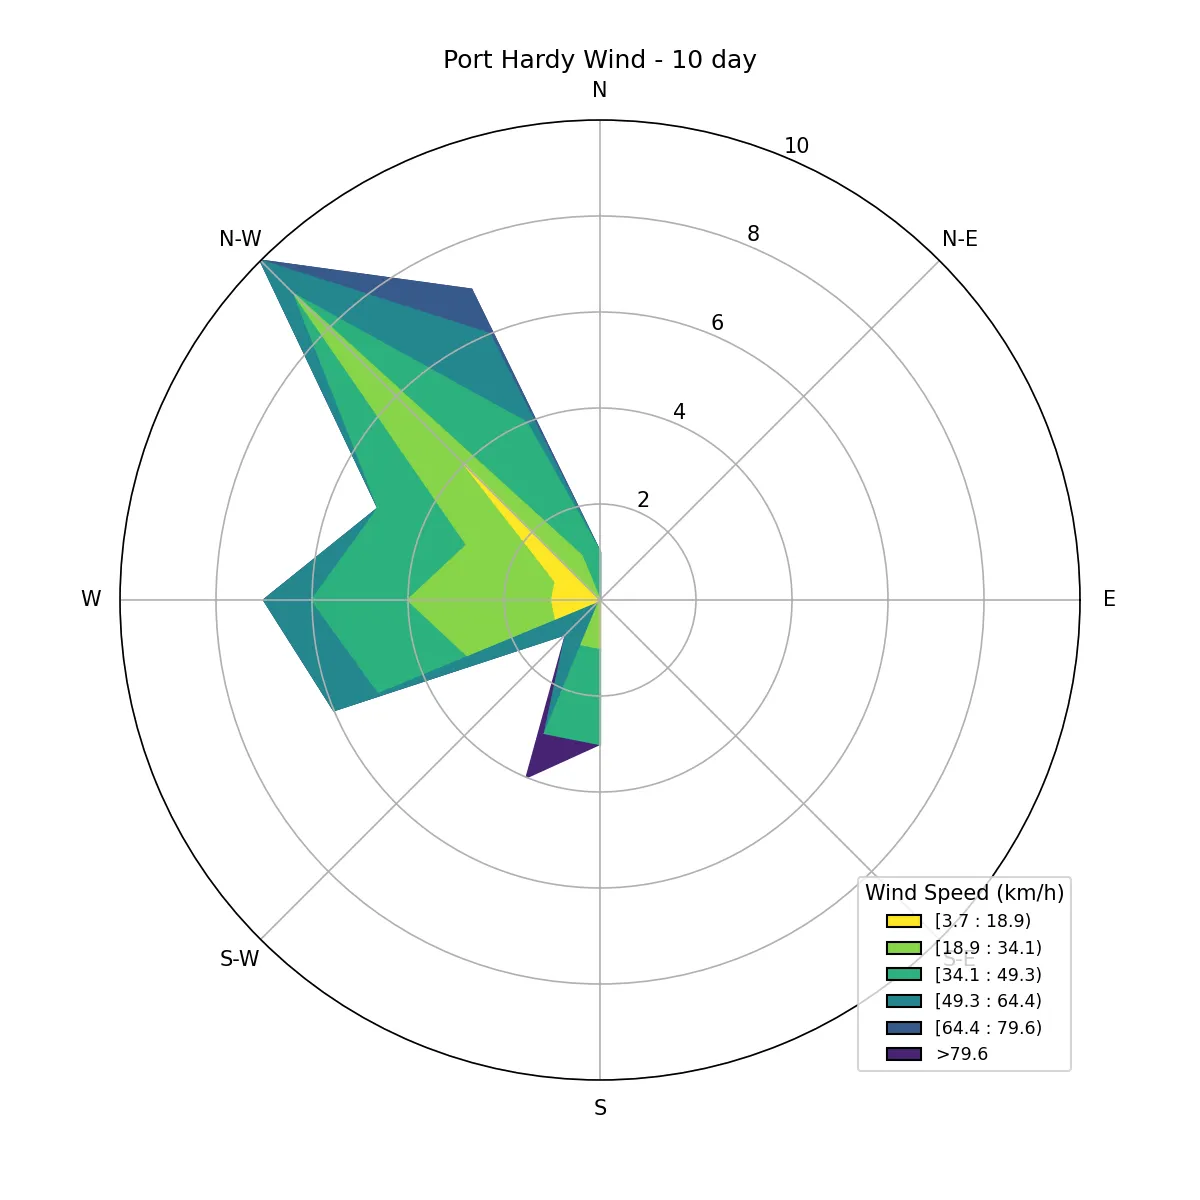 Port Hardy Wind - 10 day
N
10
N-W
N-E
8
6
4
2
W
E
Wind Speed (km/h)
[3.7 : 18.9)
[18.9 : 34.1)
S-W
S-E
[34.1 : 49.3)
[49.3 : 64.4)
[64.4 : 79.6)
>79.6
S